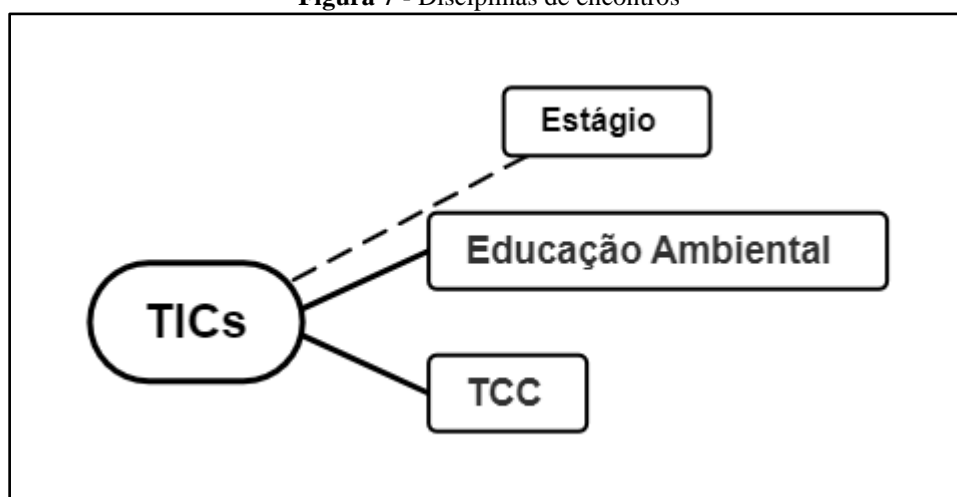 Figura 7 - Disciplinas de encontros
Estágio
Educação Ambiental
TICs
TCC